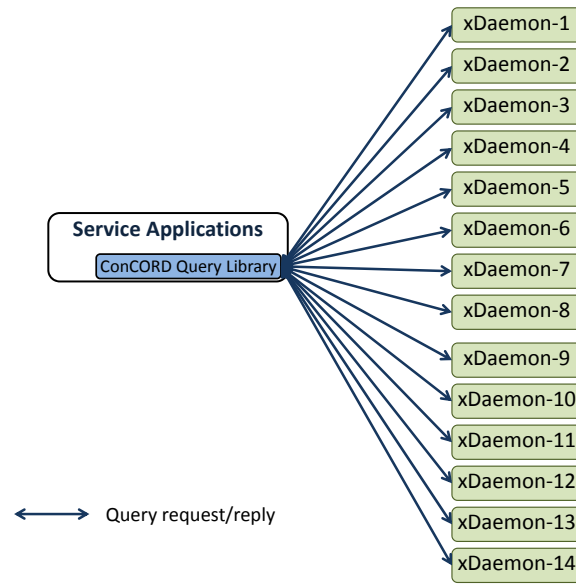 xDaemon-1
xDaemon-2
xDaemon-3
xDaemon-4
xDaemon-5
Service Applications
xDaemon-6
ConCORD Query Library
xDaemon-7
xDaemon-8
xDaemon-9
xDaemon-10
xDaemon-11
xDaemon-12
Query request/reply
xDaemon-13
xDaemon-14